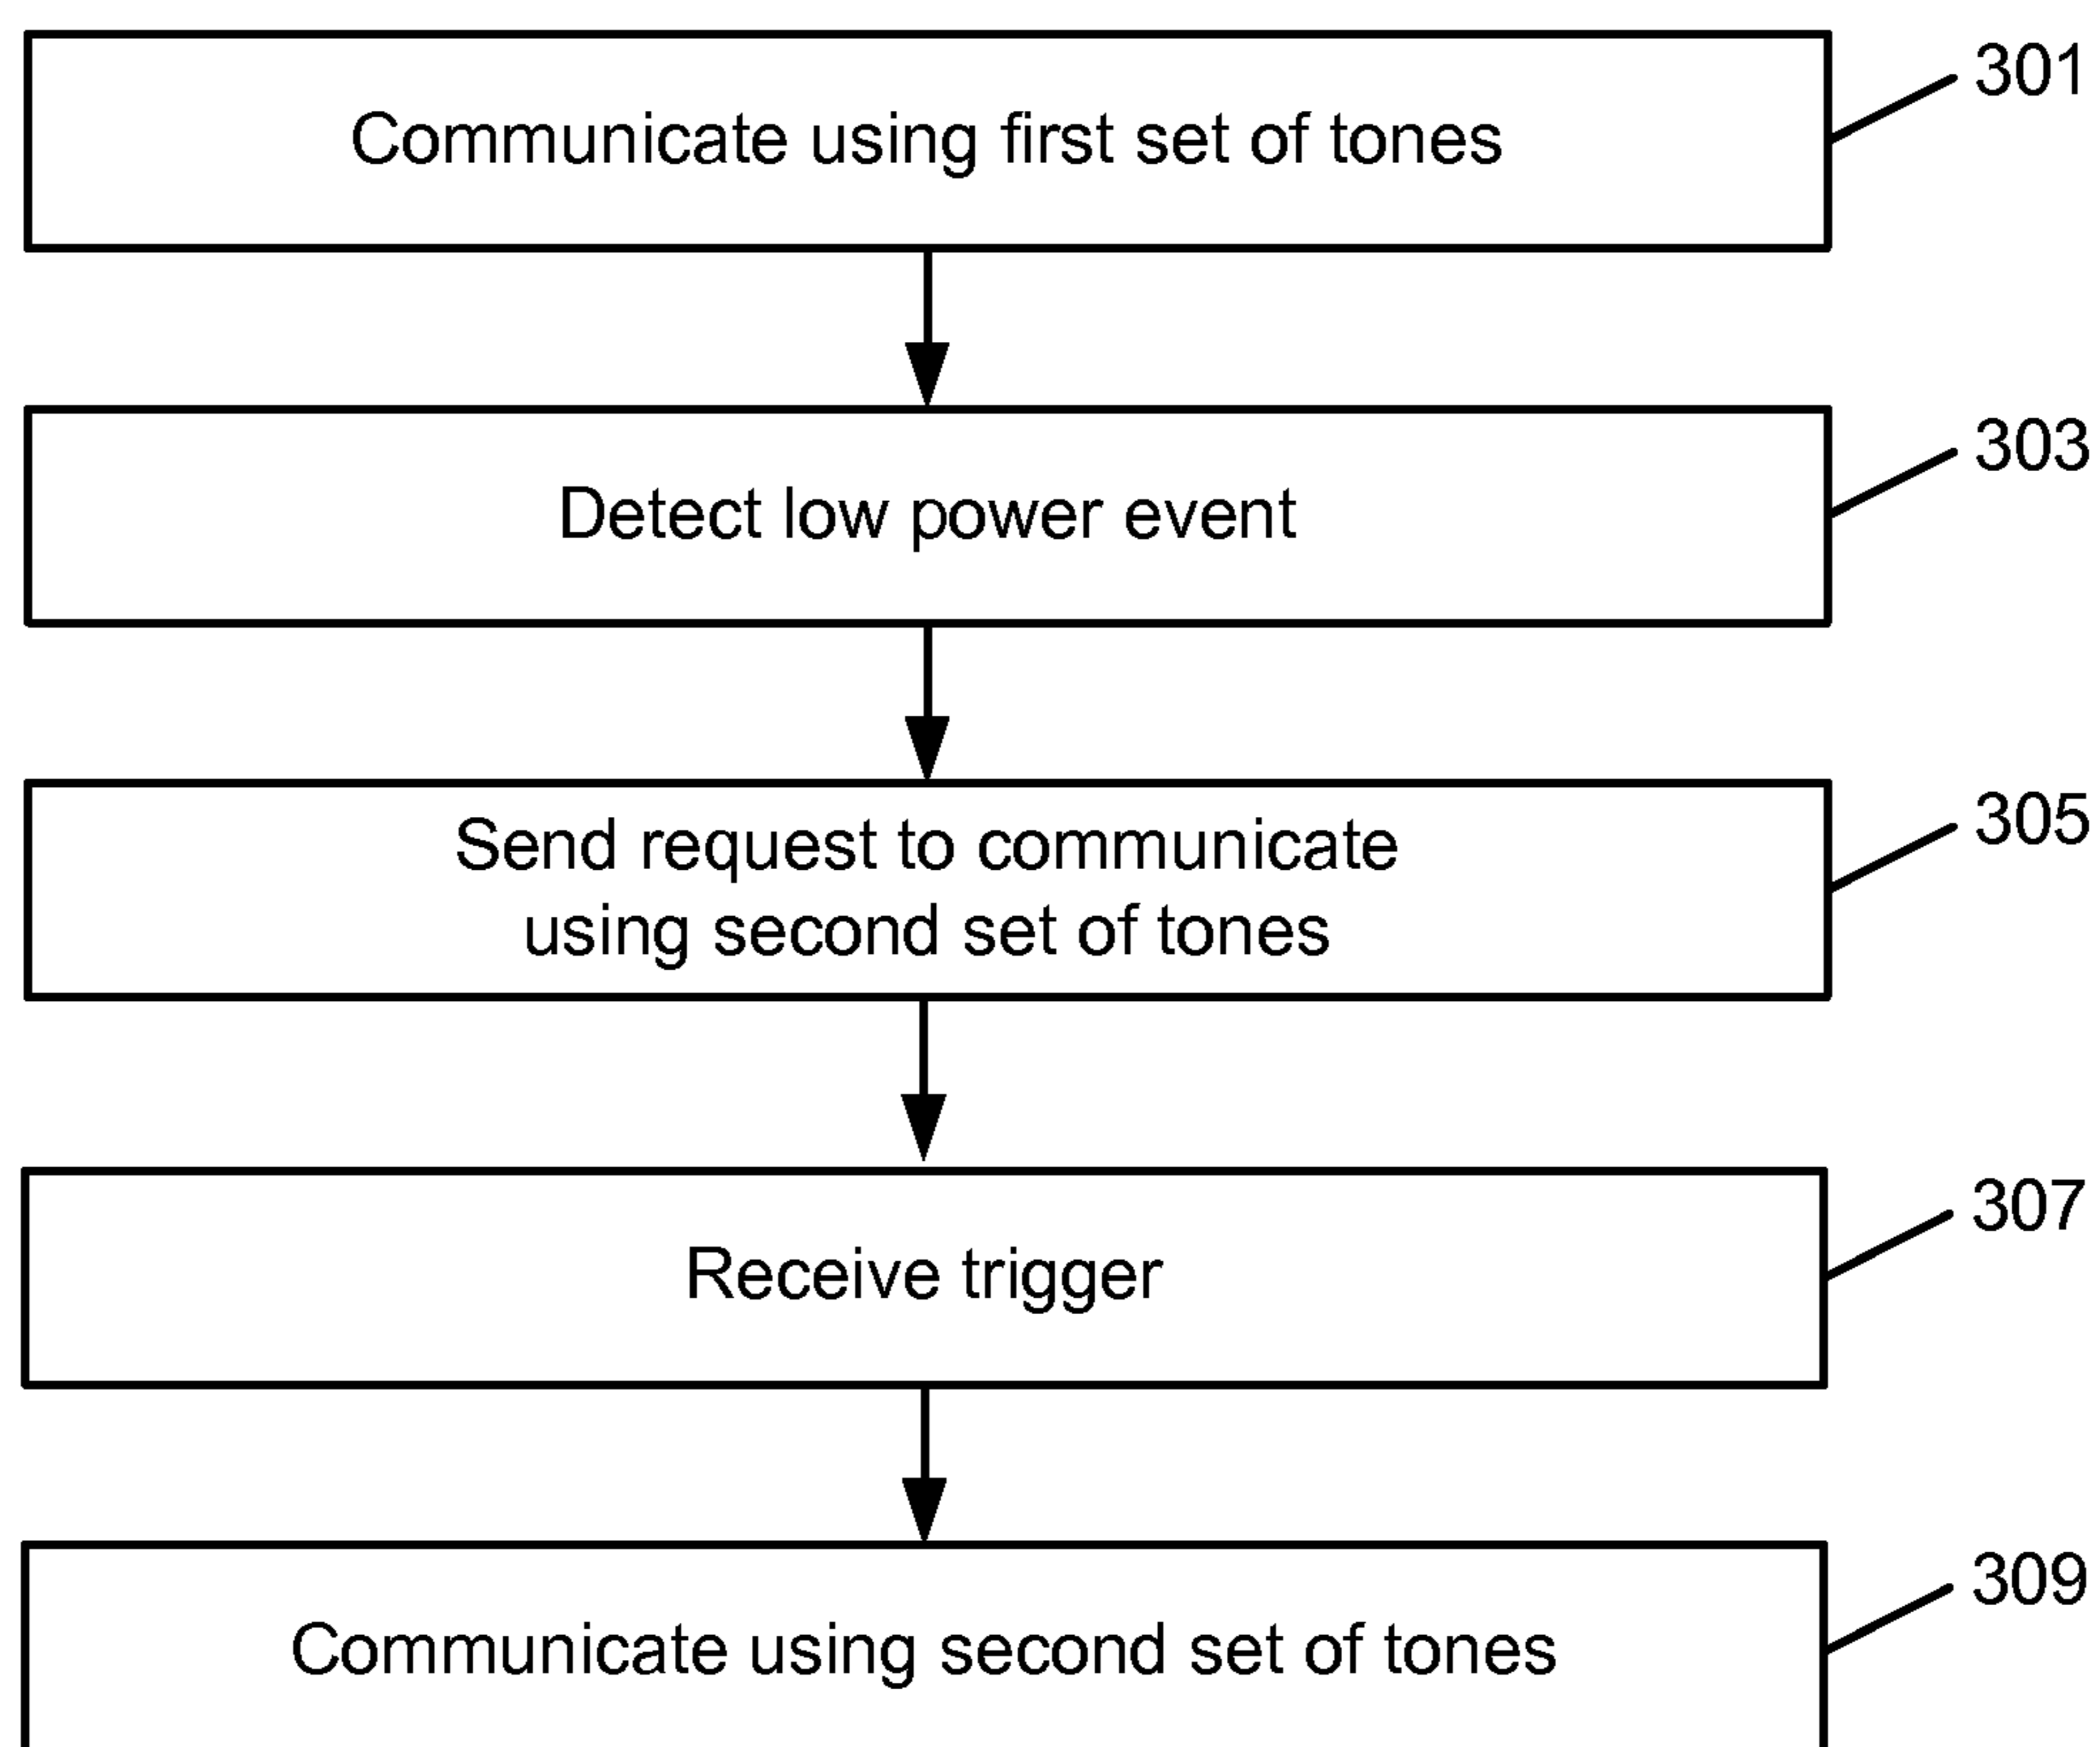 Communicate using first set of tones
301
Detect low power event
303
Send request to communicate
using second set of tones
305
Receive trigger
307
Communicate using second set of tones
309